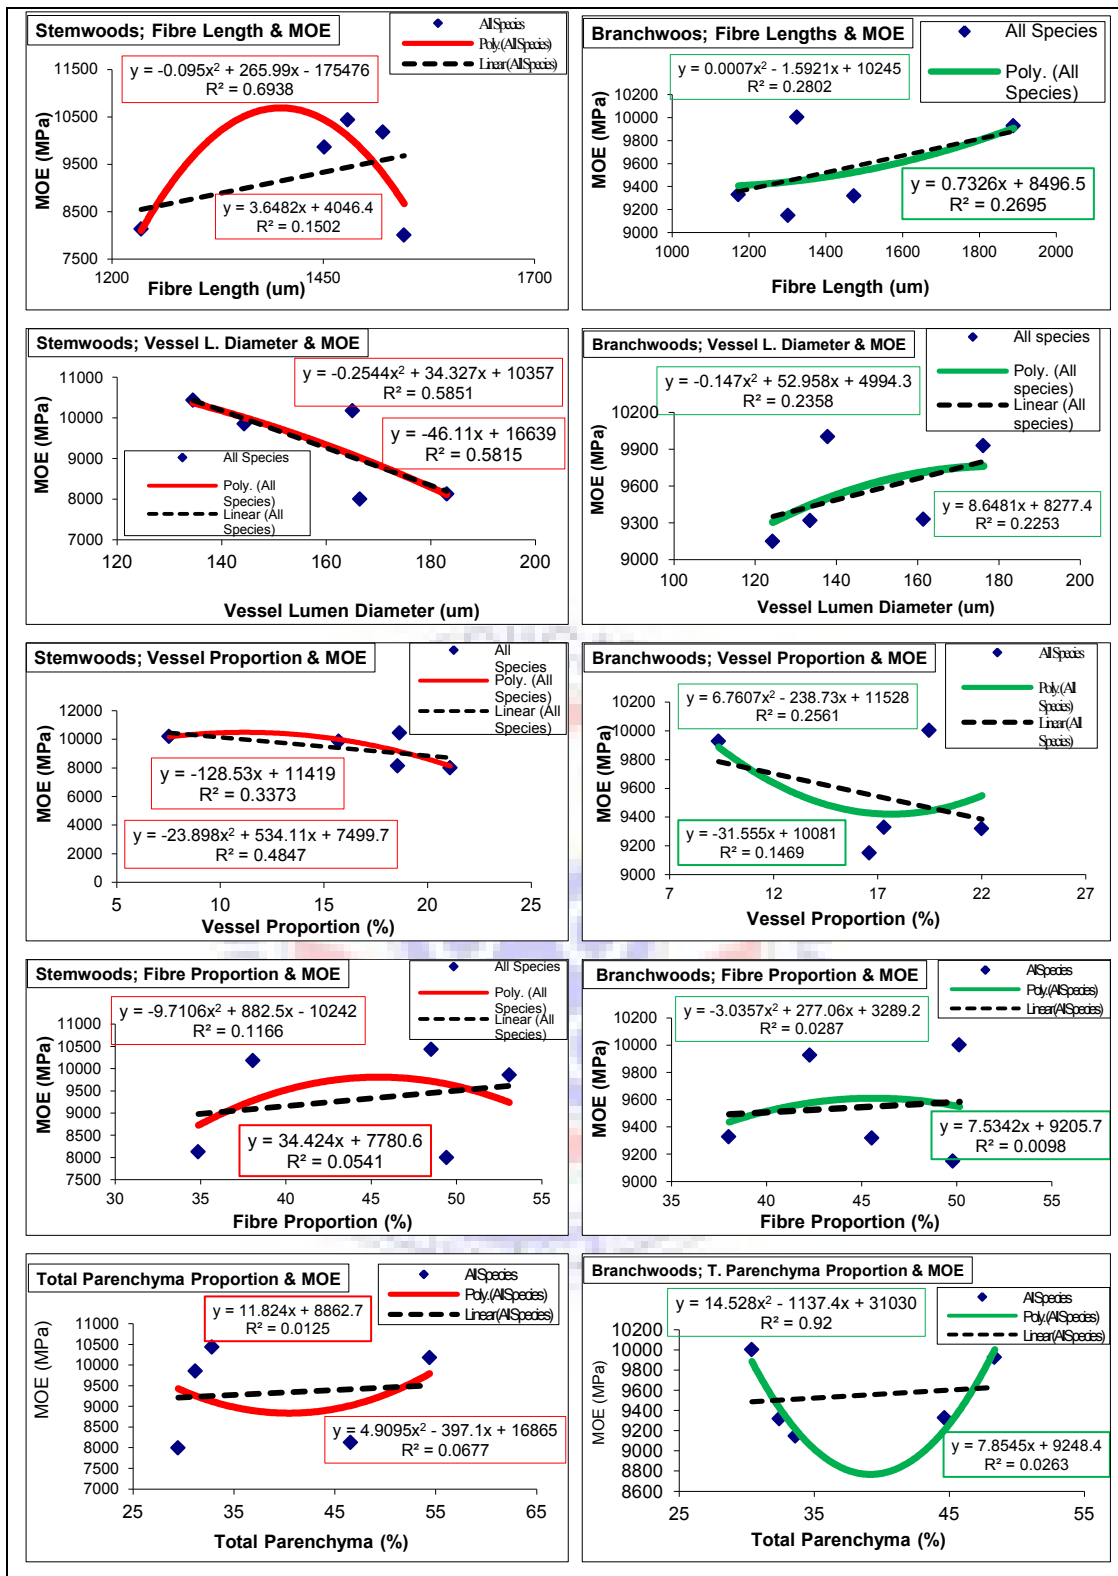 Stemwoods; Fibre Length & MOE
All Species
Poly. (All Species)
Linear (All Species)
y = -0.095x² + 265.99x - 175476
R² = 0.6938
MOE (MPa)
11500
10500
9500
8500
7500
y = 3.6482x + 4046.4
R² = 0.1502
1200
1450
1700
Fibre Length (um)
Branchwoos; Fibre Lengths & MOE
All Species
Poly. (All
Species)
y = 0.0007x² - 1.5921x + 10245
R² = 0.2802
MOE (MPa)
10200
10000
9800
9600
9400
9200
9000
y = 0.7326x + 8496.5
R² = 0.2695
1000
1200
1400
1600
1800
2000
Fibre Length (um)
Stemwoods; Vessel L. Diameter & MOE
y = -0.2544x² + 34.327x + 10357
R² = 0.5851
MOE (MPa)
11000
10000
9000
8000
7000
y = -46.11x + 16639
R² = 0.5815
All Species
Poly. (All
Species)
Linear (All
Species)
120
140
160
180
200
Vessel Lumen Diameter (um)
Branchwoods; Vessel L. Diameter & MOE
All species
Poly. (All
species)
Linear (All
species)
y = -0.147x² + 52.958x + 4994.3
R² = 0.2358
MOE (MPa)
10200
9900
9600
9300
9000
y = 8.6481x + 8277.4
R² = 0.2253
100
120
140
160
180
200
Vessel Lumen Diameter (um)
Stemwoods; Vessel Proportion & MOE
All
Species
Poly. (All
Species)
Linear (All
Species)
MOE (MPa)
12000
10000
8000
6000
4000
2000
0
y = -128.53x + 11419
R² = 0.3373
y = -23.898x² + 534.11x + 7499.7
R² = 0.4847
5
10
15
20
25
Vessel Proportion (%)
Branchwoods; Vessel Proportion & MOE
All Species
Poly. (All
Species)
Linear (All
Species)
y = 6.7607x² - 238.73x + 11528
R² = 0.2561
MOE (MPa)
10200
10000
9800
9600
9400
9200
9000
y = -31.555x + 10081
R² = 0.1469
7
12
17
22
27
Vessel Proportion (%)
Stemwoods; Fibre Proportion & MOE
All Species
Poly. (All
Species)
Linear (All
Species)
y = -9.7106x² + 882.5x - 10242
R² = 0.1166
MOE (MPa)
11000
10500
10000
9500
9000
8500
8000
7500
y = 34.424x + 7780.6
R² = 0.0541
30
35
40
45
50
55
Fibre Proportion (%)
Branchwoods; Fibre Proportion & MOE
All Species
Poly. (All Species)
Linear (All Species)
y = -3.0357x² + 277.06x + 3289.2
R² = 0.0287
MOE (MPa)
10200
10000
9800
9600
9400
9200
9000
y = 7.5342x + 9205.7
R² = 0.0098
35
40
45
50
55
Fibre Proportion (%)
Total Parenchyma Proportion & MOE
All Species
Poly. (All Species)
Linear (All Species)
y = 11.824x + 8862.7
R² = 0.0125
MOE (MPa)
11000
10500
10000
9500
9000
8500
8000
7500
7000
y = 4.9095x² - 397.1x + 16865
R² = 0.0677
25
35
45
55
65
Total Parenchyma (%)
Branchwoods; T. Parenchyma Proportion & MOE
All Species
Poly. (All Species)
Linear (All Species)
y = 14.528x² - 1137.4x + 31030
R² = 0.92
MOE (MPa)
10200
10000
9800
9600
9400
9200
9000
8800
8600
y = 7.8545x + 9248.4
R² = 0.0263
25
35
45
55
Total Parenchyma (%)